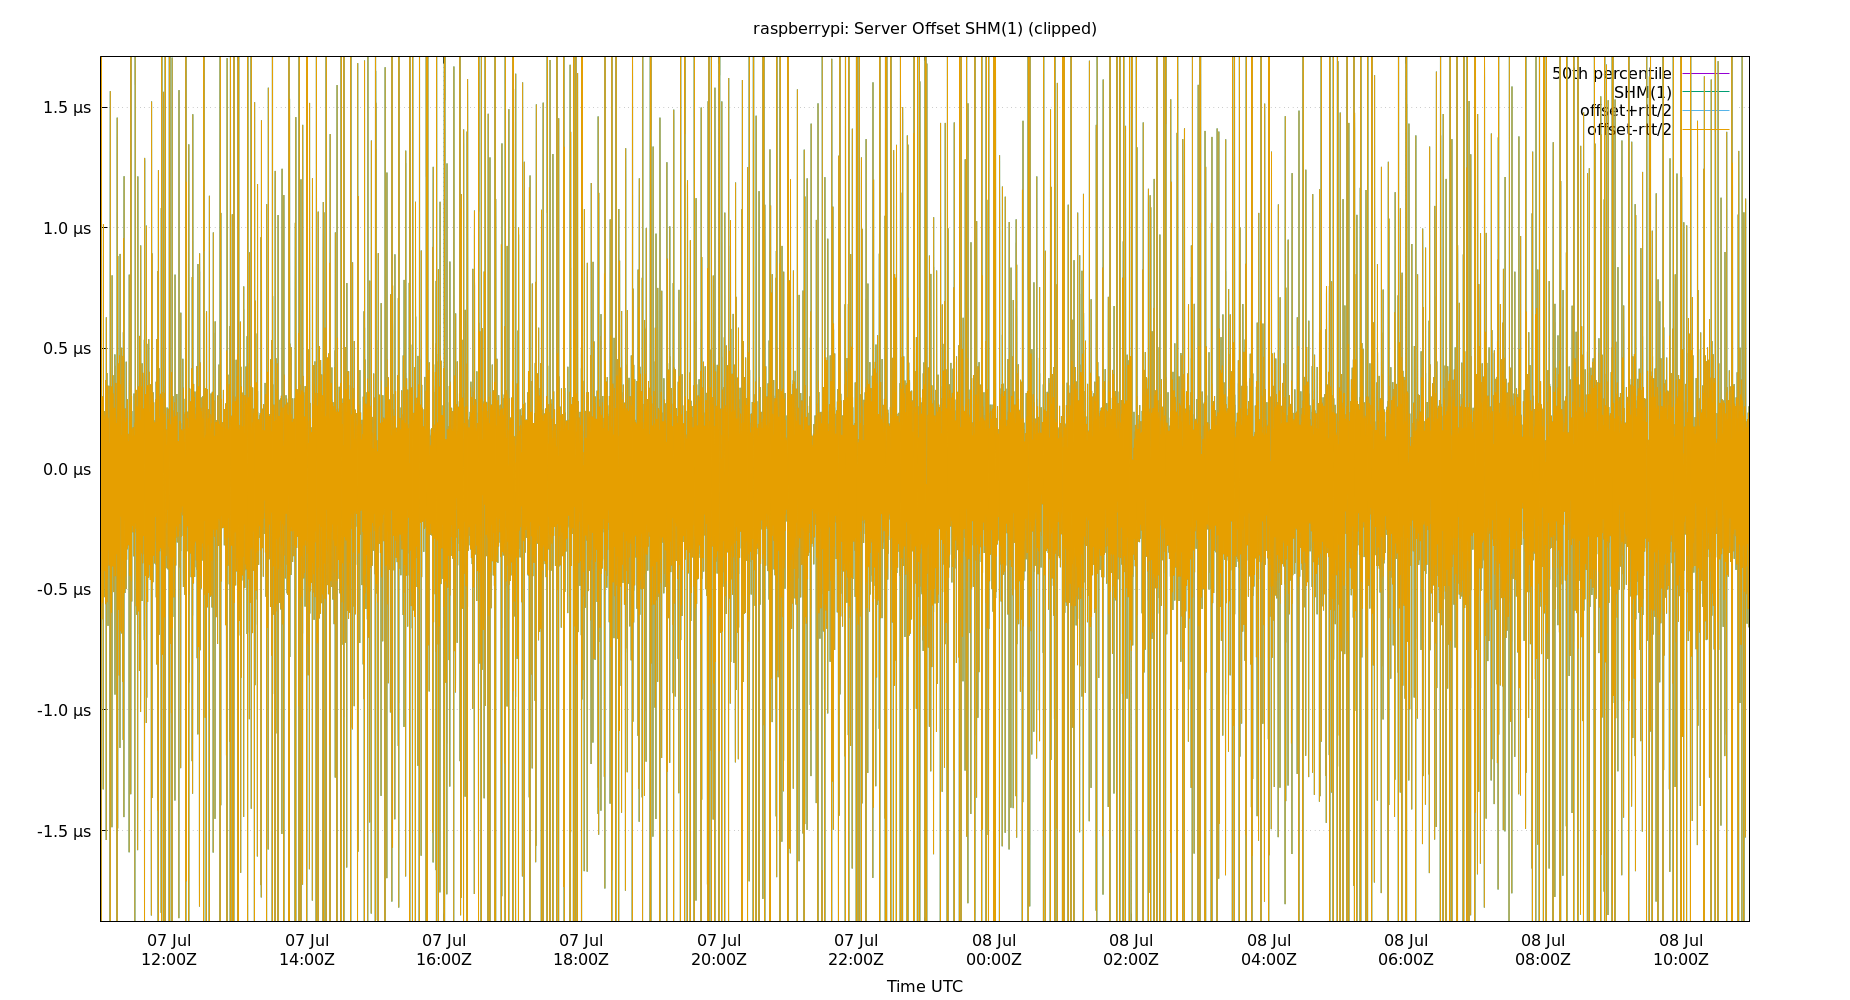 raspberrypi: Server Offset SHM(1) (clipped)
50th percentile
SHM(1)
offset+rtt/2
offset-rtt/2
1.5 µs
1.0 µs
0.5 µs
0.0 µs
-0.5 µs
-1.0 µs
-1.5 µs
07 Jul 07 Jul 07 Jul 07 Jul 07 Jul 07 Jul 08 Jul 08 Jul 08 Jul 08 Jul 08 Jul 08 Jul
12:00Z 14:00Z 16:00Z 18:00Z 20:00Z 22:00Z 00:00Z 02:00Z 04:00Z 06:00Z 08:00Z 10:00Z
Time UTC